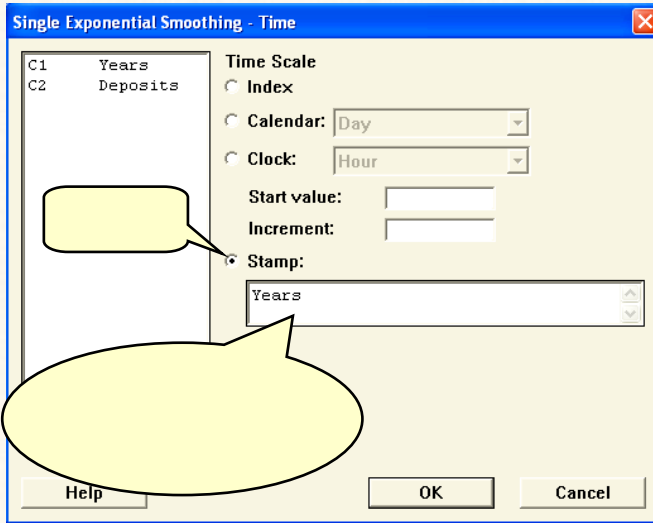 Single Exponential Smoothing - Time
C1 Years
C2 Deposits
Time Scale
Index
Calendar: Day
Clock: Hour
Start value:
Increment:
Stamp:
Years
Help
OK
Cancel